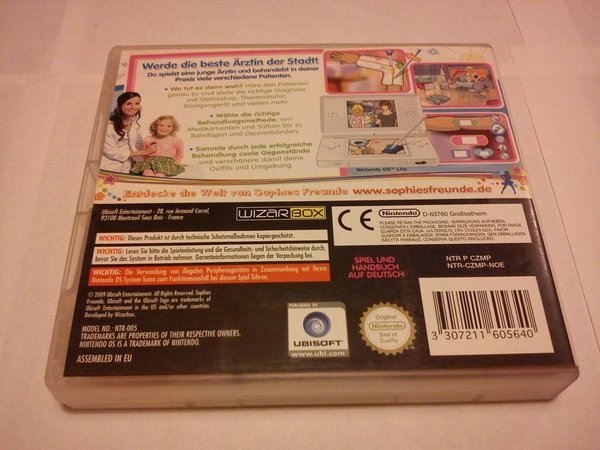 Werde die beste Ärztin der Stadt!
Du spielst eine junge Ärztin und behandelst in deiner
Praxis viele verschiedene Patienten.
• Wo tut es denn weh? Höre den Patienten
genau zu und stelle die richtige Diagnose
mit Stethoskop, Thermometer,
Röntgengerät und vielem mehr.
• Wähle die richtige
Behandlungsmethode, von
Medikamenten und Salben bis zu
Bandagen und Gipsverbänden.
• Sammle durch jede erfolgreiche
Behandlung coole Gegenstände
und verschönere damit deine
Outfits und Umgebung.
Nintendo DS™ Lite
Entdecke die Welt von Sophies Freunde www.sophiesfreunde.de
Ubisoft Entertainment - 28, rue Armand Carrel,
93108 Montreuil Sous Bois - France
WIZARBOX
CE
Nintendo D-63760 Großostheim
PLEASE RETAIN FOR FUTURE REFERENCE.
WICHTIG: Dieses Produkt ist durch technische Schutzmaßnahmen kopiergeschützt.
WICHTIG: Lesen Sie bitte die Spielanleitung und die Gesundheits- und Sicherheitshinweise durch,
bevor Sie das System in Betrieb nehmen. Garantieinformationen liegen der Verpackung bei.
WICHTIG: Die Verwendung von illegalen Peripheriegeräten in Zusammenhang mit Ihrem
Nintendo DS-System kann zum Funktionsausfall bei diesem Spiel führen.
SPIEL UND
HANDBUCH
AUF DEUTSCH
NTR P CZMP
NTR-CZMP-NOE
© 2009 Ubisoft Entertainment. All Rights Reserved. Sophies
Freunde, Ubisoft and the Ubisoft logo are trademarks of
Ubisoft Entertainment in the US and/or other countries
Developed by Wizarbox.
MODEL NO.: NTR-005
TRADEMARKS ARE PROPERTIES OF THEIR RESPECTIVE OWNERS.
NINTENDO DS IS A TRADEMARK OF NINTENDO.
ASSEMBLED IN EU
PUBLISHED BY
UBISOFT
www.ubi.com
Original
Nintendo
Seal of
Quality
3 307211 605640